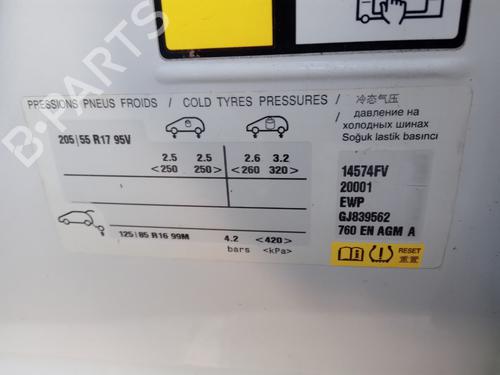 B-PARTS
PRESSIONS PNEUS FROIDS / COLD TYRES PRESSURES / 冷态气压 /
давление на
холодных шинах
Soğuk lastik basıncı
205|55 R17 95V
2.5 2.5 2.6 3.2
<250 250> <260 320>
125|85 R16 99M 4.2 <420>
bars <kPa>
14574FV
20001
EWP
GJ839562
760 EN AGM A
RESET
重置